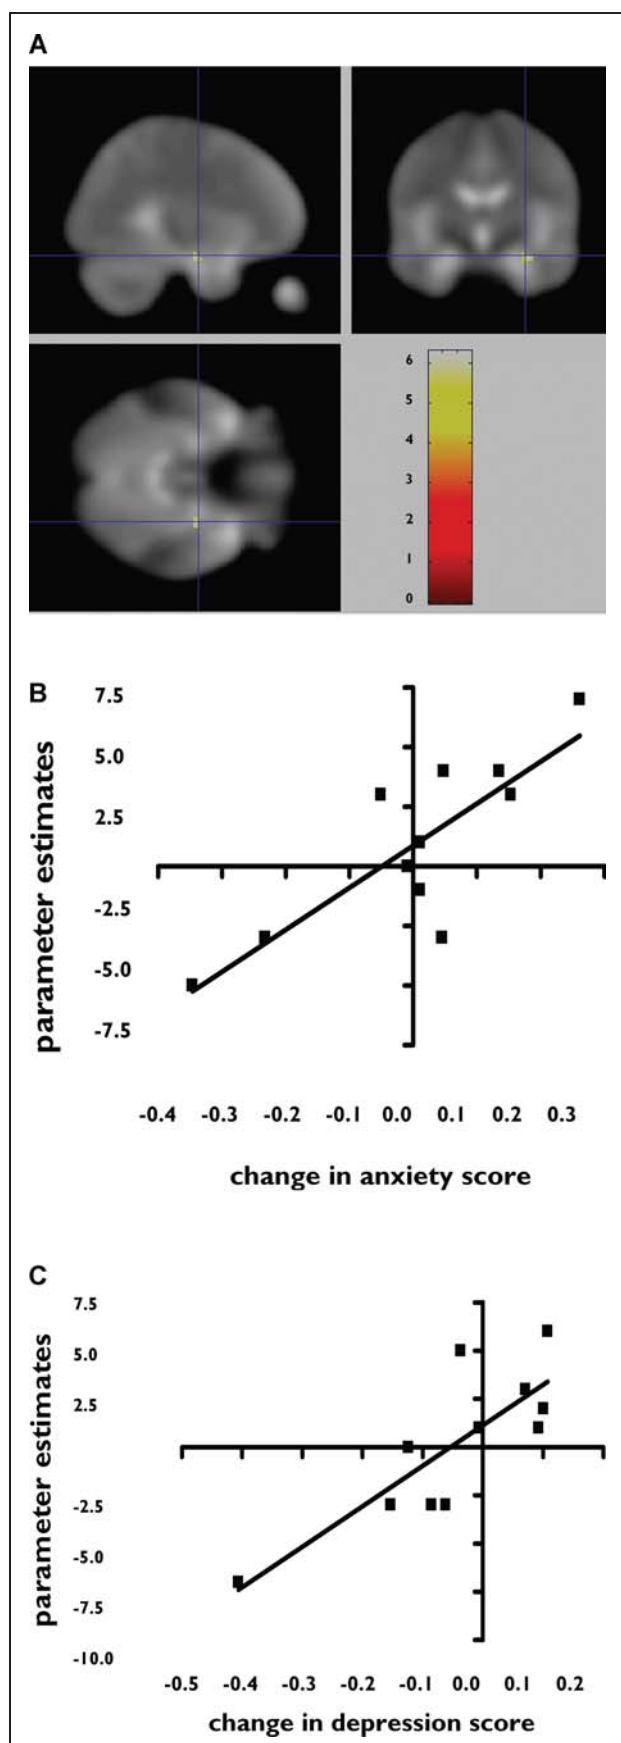 A
6
5
4
3
2
1
0
B
7.5
5.0
2.5
-2.5
-5.0
-7.5
parameter estimates
-0.4 -0.3 -0.2 -0.1 0.0 0.1 0.2 0.3
change in anxiety score
C
7.5
5.0
2.5
-2.5
-5.0
-7.5
-10.0
parameter estimates
-0.5 -0.4 -0.3 -0.2 -0.1 0.0 0.1 0.2
change in depression score